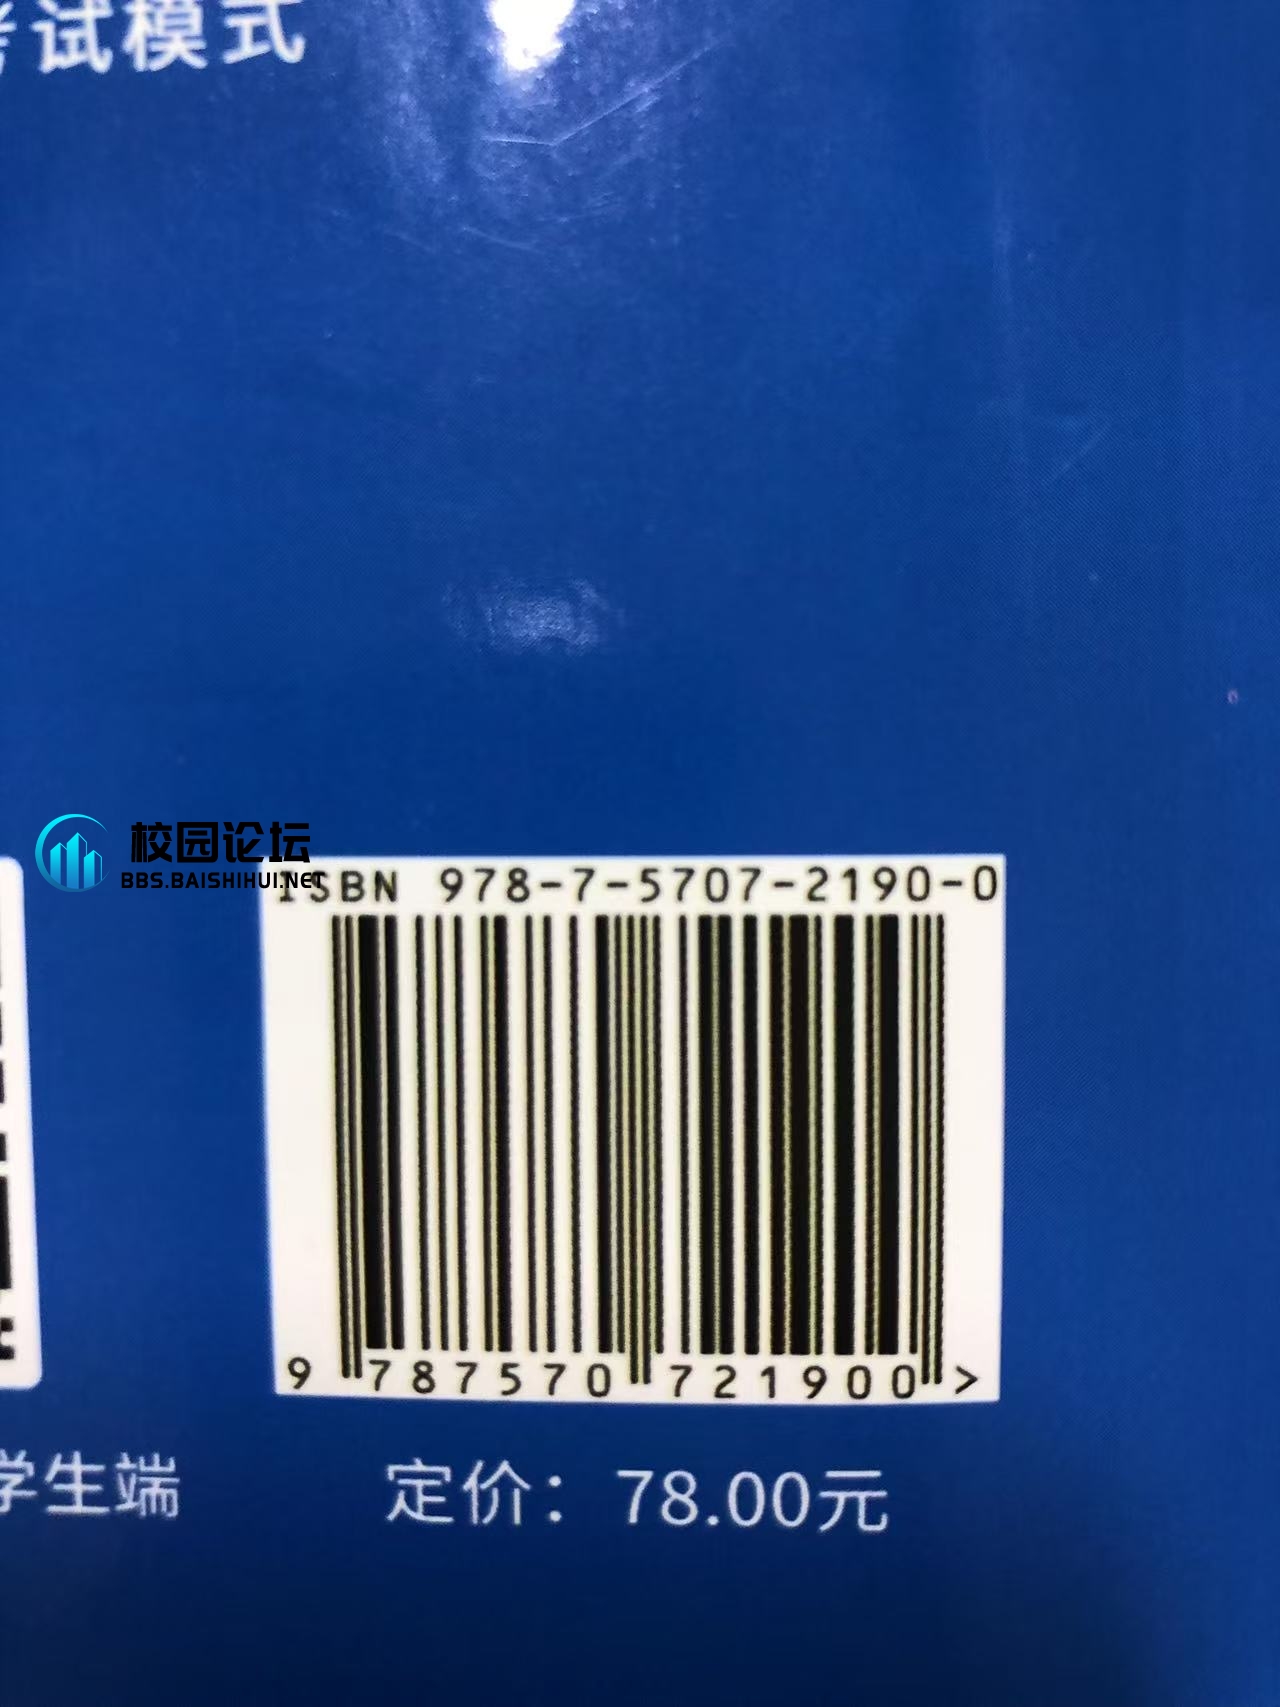 考试模式
校园论坛
BBS.BAISHIHUI.NET
ISBN 978-7-5707-2190-0
9 787570 721900 >
学生端
定价：78.00元